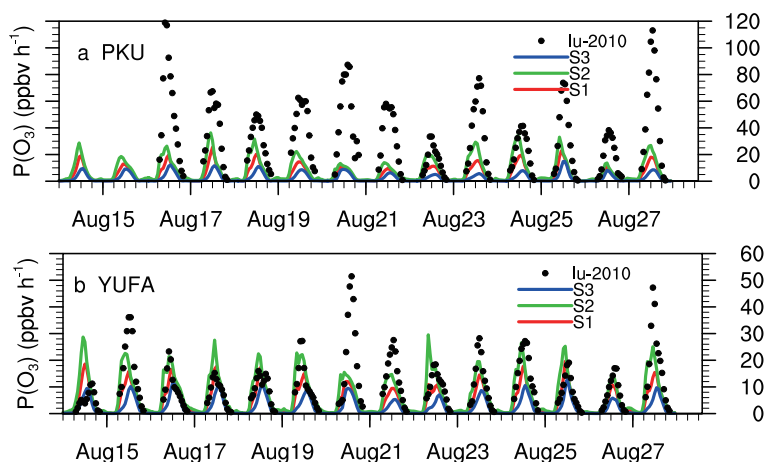 a PKU
lu-2010
S3
S2
S1
P(O₃) (ppbv h⁻¹)
120
100
80
60
40
20
0
Aug15 Aug17 Aug19 Aug21 Aug23 Aug25 Aug27
b YUFA
lu-2010
S3
S2
S1
P(O₃) (ppbv h⁻¹)
60
50
40
30
20
10
0
Aug15 Aug17 Aug19 Aug21 Aug23 Aug25 Aug27